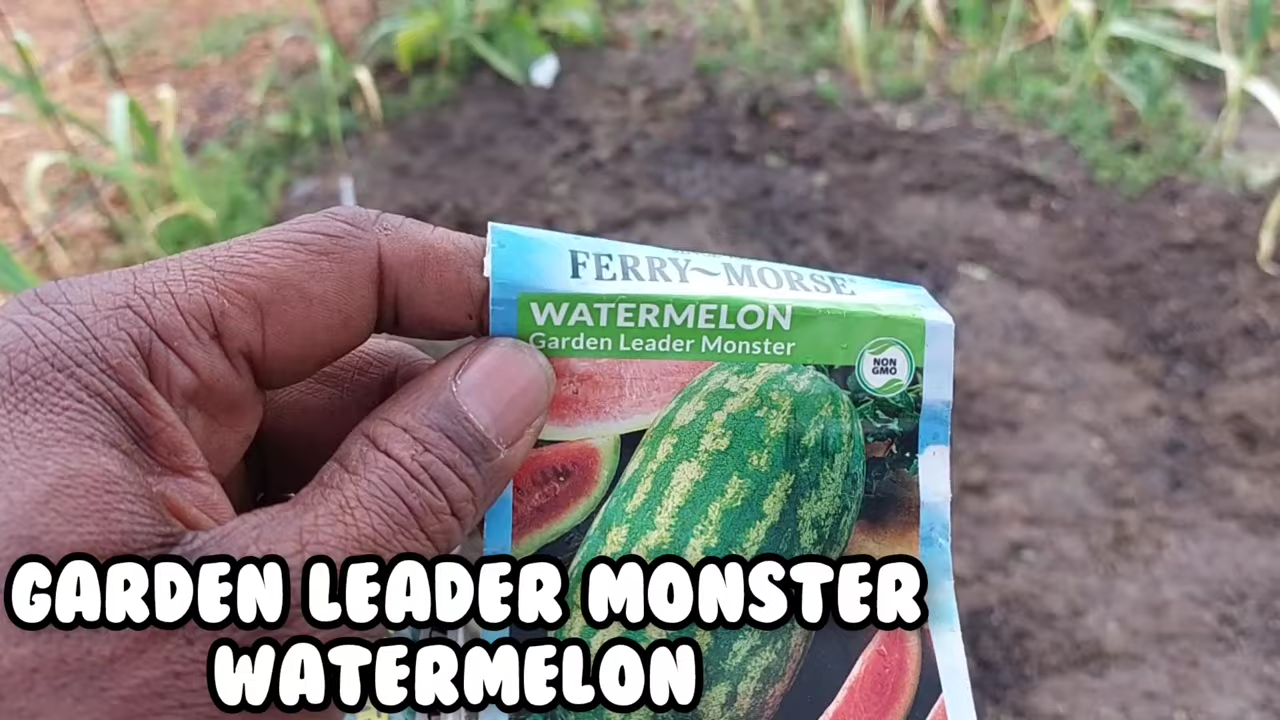 FERRY~MORSE
WATERMELON
Garden Leader Monster
NON
GMO
GARDEN LEADER MONSTER
WATERMELON